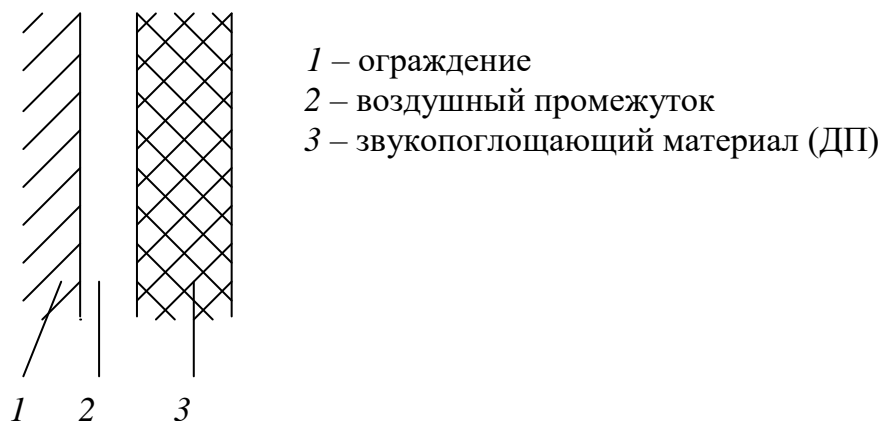 1 – ограждение
2 – воздушный промежуток
3 – звукопоглощающий материал (ДП)
1 2 3